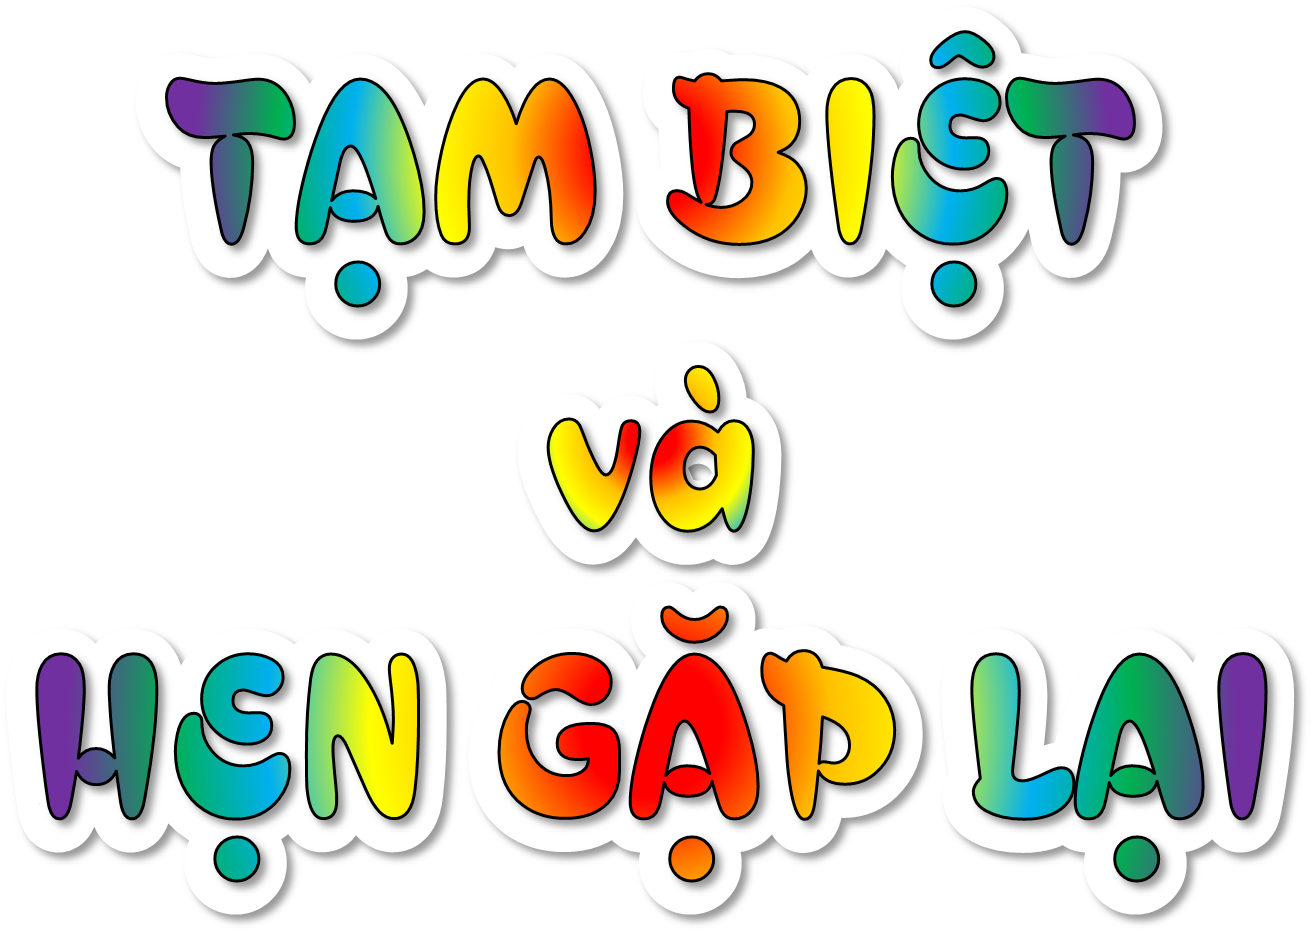 TẠM BIỆT
và
HẸN GẶP LẠI